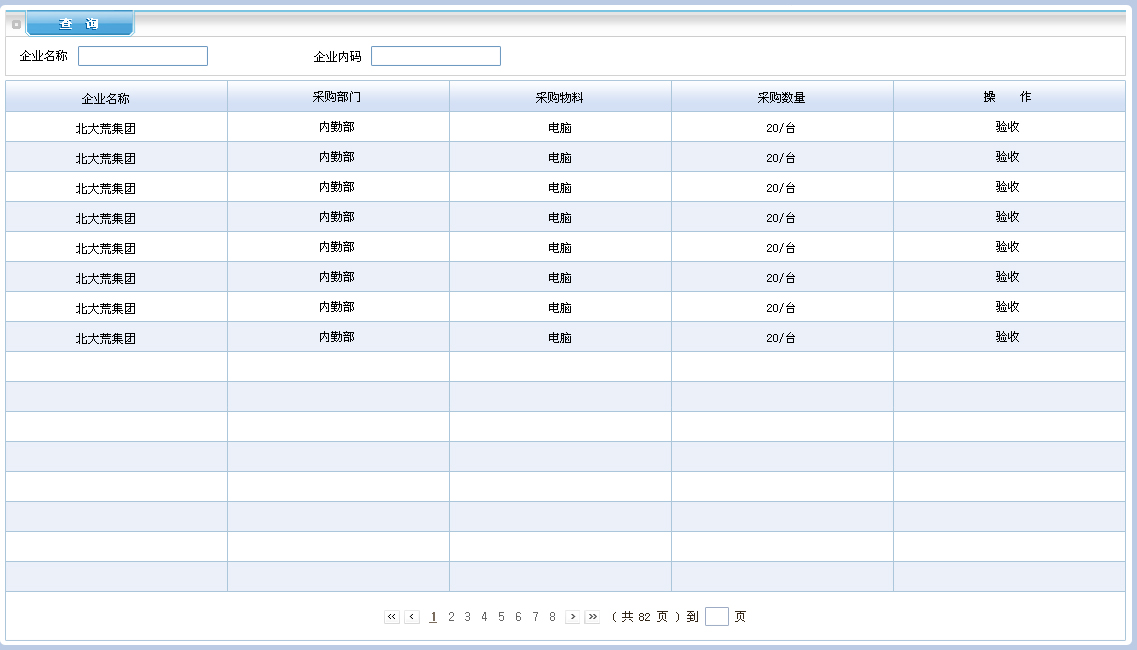 查 询
企业名称 企业内码
企业名称 采购部门 采购物料 采购数量 操 作
北大荒集团 内勤部 电脑 20/台 验收
北大荒集团 内勤部 电脑 20/台 验收
北大荒集团 内勤部 电脑 20/台 验收
北大荒集团 内勤部 电脑 20/台 验收
北大荒集团 内勤部 电脑 20/台 验收
北大荒集团 内勤部 电脑 20/台 验收
北大荒集团 内勤部 电脑 20/台 验收
北大荒集团 内勤部 电脑 20/台 验收
« ‹ 1 2 3 4 5 6 7 8 › » ( 共 82 页 ) 到 页